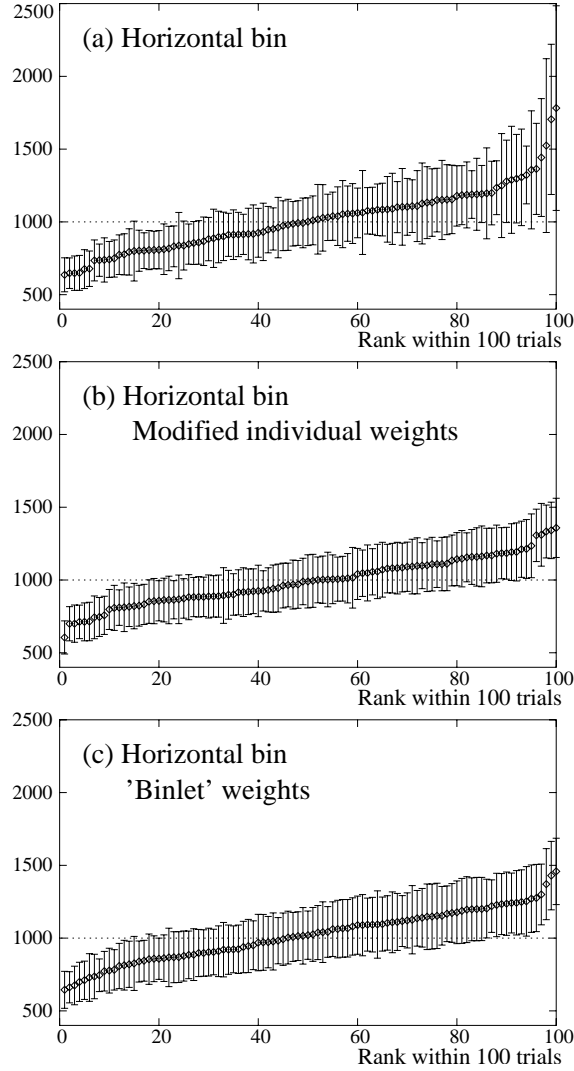 2500
(a) Horizontal bin
2000
1500
1000
500
0 20 40 60 80 100
Rank within 100 trials
2500
(b) Horizontal bin
Modified individual weights
2000
1500
1000
500
0 20 40 60 80 100
Rank within 100 trials
2500
(c) Horizontal bin
’Binlet’ weights
2000
1500
1000
500
0 20 40 60 80 100
Rank within 100 trials